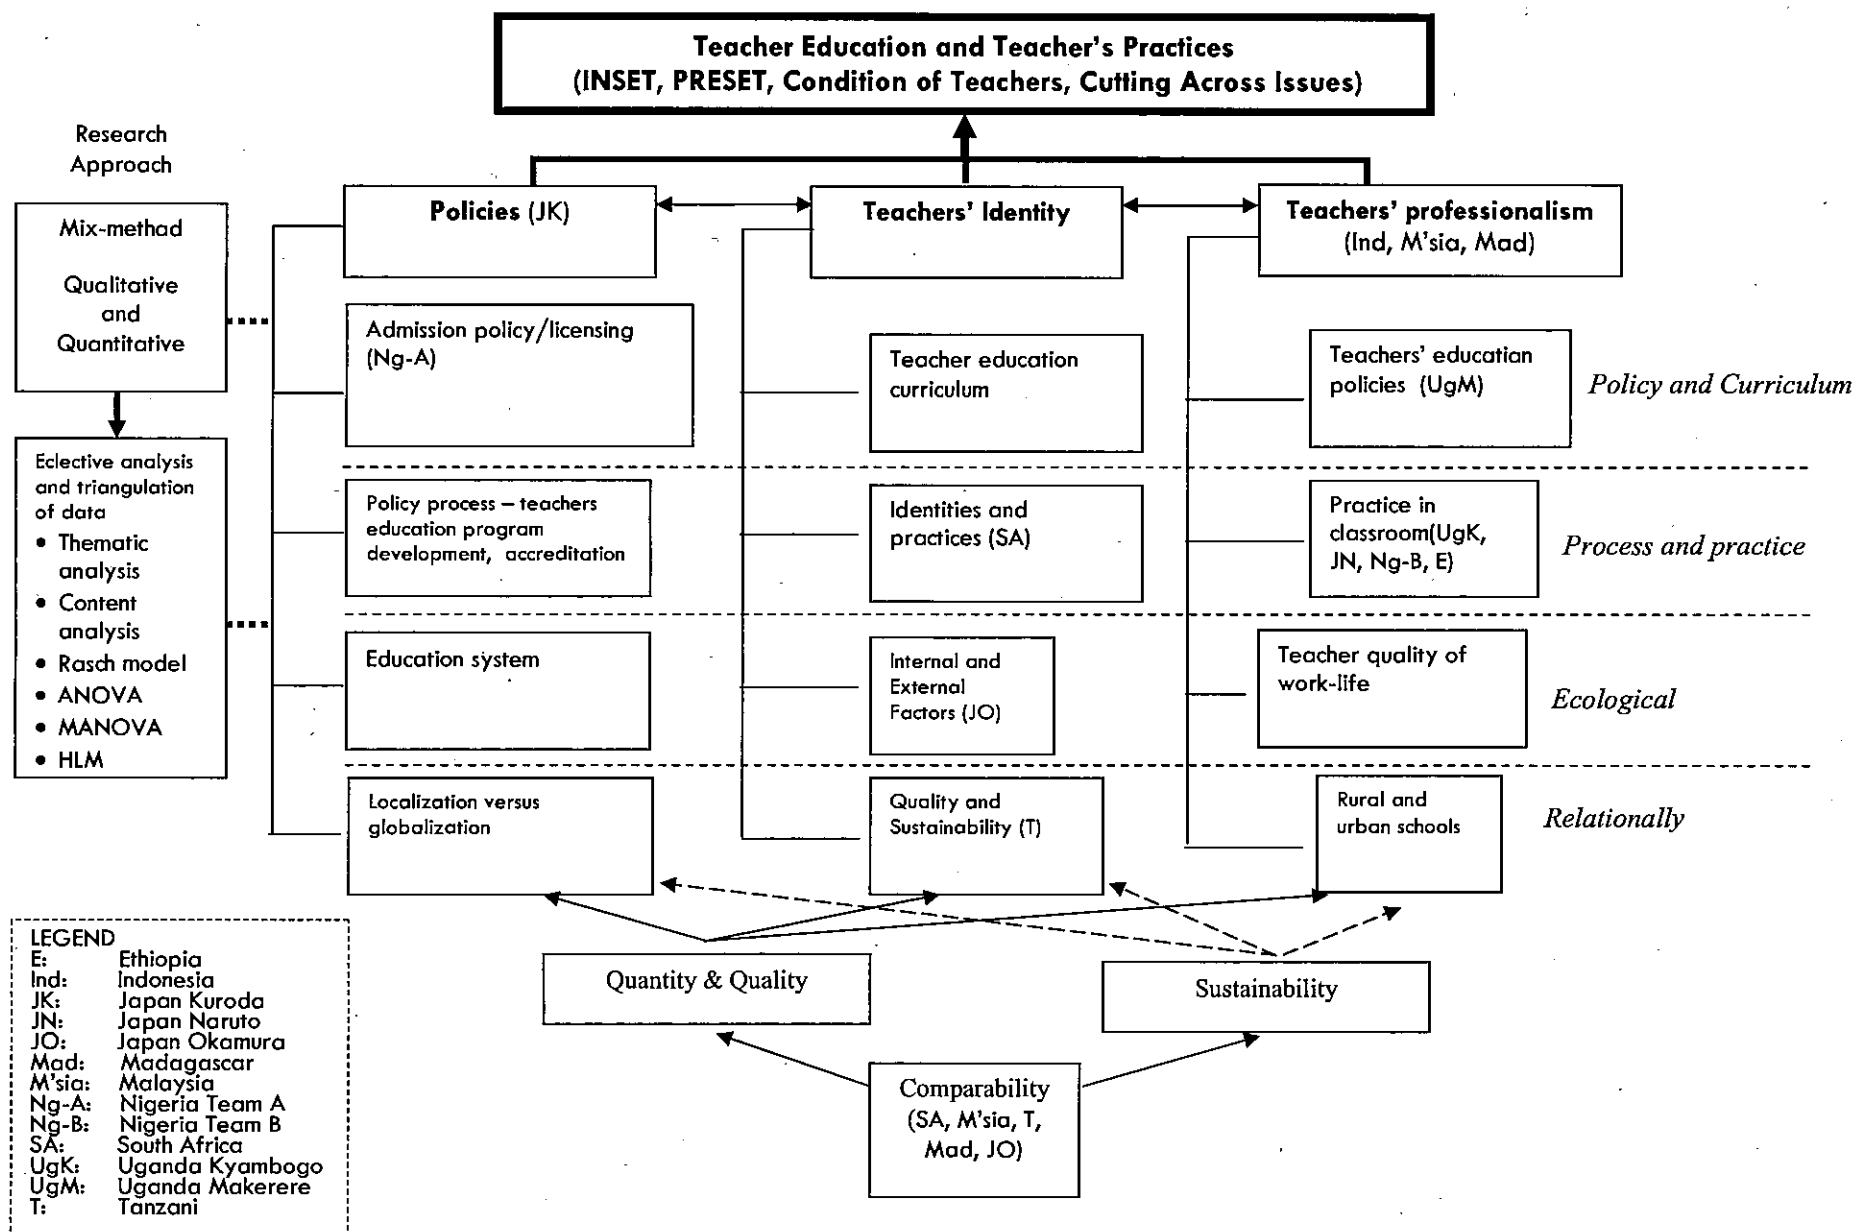 Teacher Education and Teacher's Practices
(INSET, PRESET, Condition of Teachers, Cutting Across Issues)
Research
Approach
Mix-methad
Qualitative
and
Quantitative
Eclective analysis
and triangulation
of data
• Thematic
analysis
• Content
analysis
• Rasch model
• ANOVA
• MANOVA
• HLM
Policies (JK)
Teachers' Identity
Teachers' professionalism
(Ind, M'sia, Mad)
Admission policy/licensing
(Ng-A)
Teacher education
curriculum
Teachers' education
policies (UgM)
Policy and Curriculum
Policy process – teachers
education program
development, accreditation
Identities and
practices (SA)
Practice in
classroom(UgK,
JN, Ng-B, E)
Process and practice
Education system
Internal and
External
Factors (JO)
Teacher quality of
work-life
Ecological
Localization versus
globalization
Quality and
Sustainability (T)
Rural and
urban schools
Relationally
Quantity & Quality
Sustainability
Comparability
(SA, M'sia, T,
Mad, JO)
LEGEND
E: Ethiopia
Ind: Indonesia
JK: Japan Kuroda
JN: Japan Naruto
JO: Japan Okamura
Mad: Madagascar
M'sia: Malaysia
Ng-A: Nigeria Team A
Ng-B: Nigeria Team B
SA: South Africa
UgK: Uganda Kyambogo
UgM: Uganda Makerere
T: Tanzani